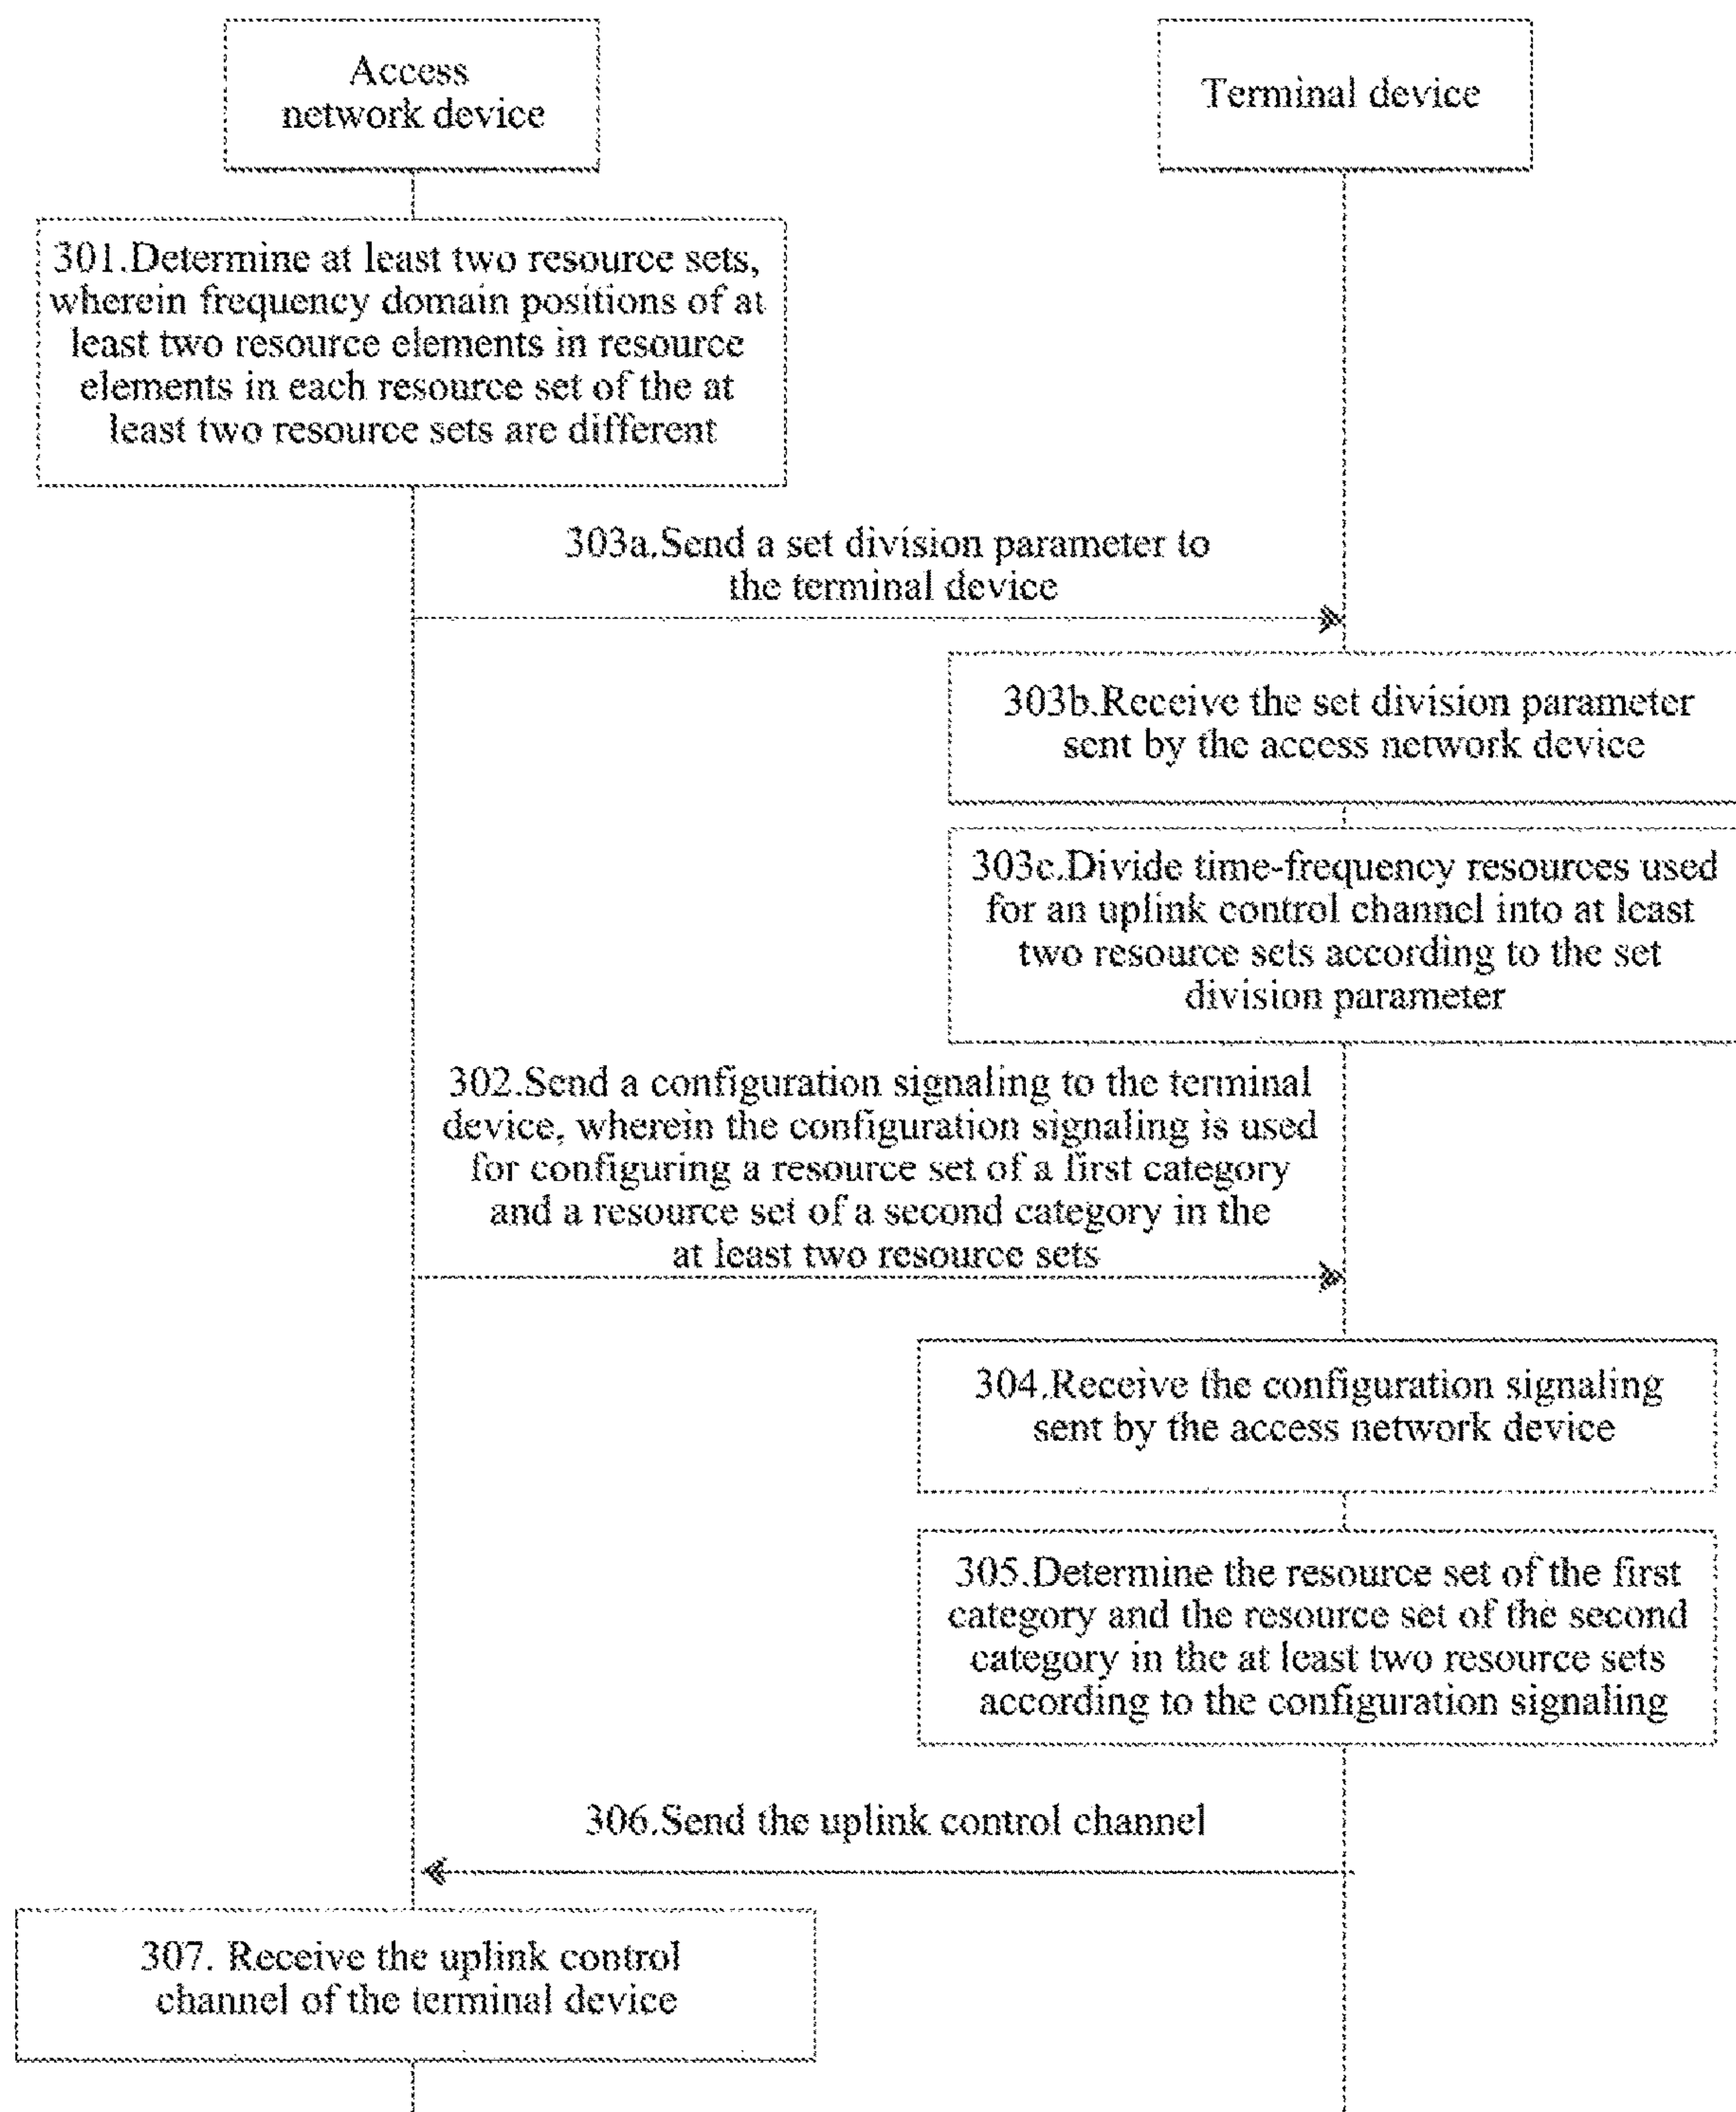 Access
network device
Terminal device
301.Determine at least two resource sets,
wherein frequency domain positions of at
least two resource elements in resource
elements in each resource set of the at
least two resource sets are different
303a.Send a set division parameter to
the terminal device
303b.Receive the set division parameter
sent by the access network device
303c.Divide time-frequency resources used
for an uplink control channel into at least
two resource sets according to the set
division parameter
302.Send a configuration signaling to the terminal
device, wherein the configuration signaling is used
for configuring a resource set of a first category
and a resource set of a second category in the
at least two resource sets
304.Receive the configuration signaling
sent by the access network device
305.Determine the resource set of the first
category and the resource set of the second
category in the at least two resource sets
according to the configuration signaling
306.Send the uplink control channel
307. Receive the uplink control
channel of the terminal device